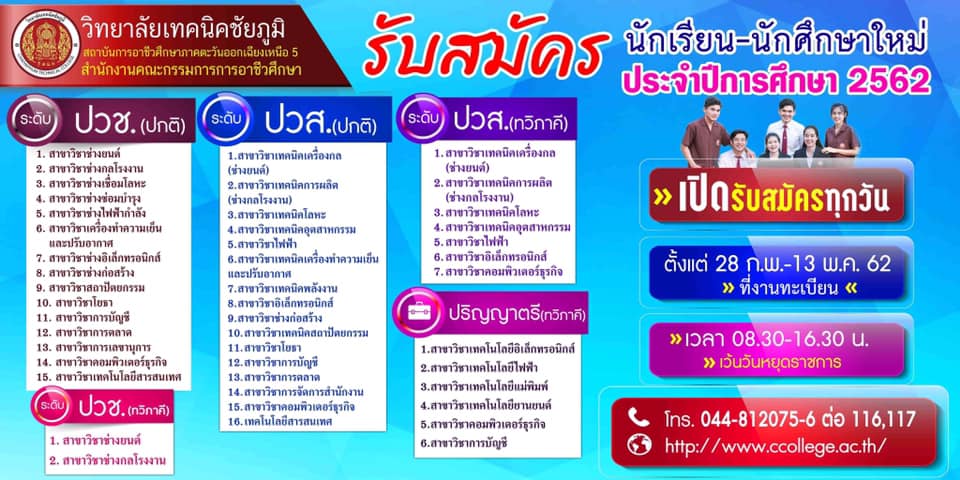 วิทยาลัยเทคนิคชัยภูมิ
สถาบันการอาชีวศึกษาภาคตะวันออกเฉียงเหนือ 5
สำนักงานคณะกรรมการการอาชีวศึกษา
รับสมัคร
นักเรียน-นักศึกษาใหม่
ประจำปีการศึกษา 2562
ระดับ ปวช. (ปกติ)
1. สาขาวิชาช่างยนต์
2. สาขาวิชาช่างกลโรงงาน
3. สาขาวิชาช่างเชื่อมโลหะ
4. สาขาวิชาช่างซ่อมบำรุง
5. สาขาวิชาช่างไฟฟ้ากำลัง
6. สาขาวิชาเครื่องทำความเย็น
และปรับอากาศ
7. สาขาวิชาช่างอิเล็กทรอนิกส์
8. สาขาวิชาช่างก่อสร้าง
9. สาขาวิชาสถาปัตยกรรม
10. สาขาวิชาโยธา
11. สาขาวิชาการบัญชี
12. สาขาวิชาการตลาด
13. สาขาวิชาการเลขานุการ
14. สาขาวิชาคอมพิวเตอร์ธุรกิจ
15. สาขาวิชาเทคโนโลยีสารสนเทศ
ระดับ ปวช. (ทวิภาคี)
1. สาขาวิชาช่างยนต์
2. สาขาวิชาช่างกลโรงงาน
ระดับ ปวส. (ปกติ)
1.สาขาวิชาเทคนิคเครื่องกล
(ช่างยนต์)
2.สาขาวิชาเทคนิคการผลิต
(ช่างกลโรงงาน)
3.สาขาวิชาเทคนิคโลหะ
4.สาขาวิชาเทคนิคอุตสาหกรรม
5.สาขาวิชาไฟฟ้า
6.สาขาวิชาเทคนิคเครื่องทำความเย็น
และปรับอากาศ
7.สาขาวิชาเทคนิคพลังงาน
8.สาขาวิชาอิเล็กทรอนิกส์
9.สาขาวิชาช่างก่อสร้าง
10.สาขาวิชาเทคนิคสถาปัตยกรรม
11.สาขาวิชาโยธา
12.สาขาวิชาการบัญชี
13.สาขาวิชาการตลาด
14.สาขาวิชาการจัดการสำนักงาน
15.สาขาวิชาคอมพิวเตอร์ธุรกิจ
16.เทคโนโลยีสารสนเทศ
ระดับ ปวส. (ทวิภาคี)
1.สาขาวิชาเทคนิคเครื่องกล
(ช่างยนต์)
2.สาขาวิชาเทคนิคการผลิต
(ช่างกลโรงงาน)
3.สาขาวิชาเทคนิคโลหะ
4.สาขาวิชาเทคนิคอุตสาหกรรม
5.สาขาวิชาไฟฟ้า
6.สาขาวิชาอิเล็กทรอนิกส์
7.สาขาวิชาคอมพิวเตอร์ธุรกิจ
ปริญญาตรี(ทวิภาคี)
1.สาขาวิชาเทคโนโลยีอิเล็กทรอนิกส์
2.สาขาวิชาเทคโนโลยีไฟฟ้า
3.สาขาวิชาเทคโนโลยีแม่พิมพ์
4.สาขาวิชาเทคโนโลยียานยนต์
5.สาขาวิชาคอมพิวเตอร์ธุรกิจ
6.สาขาวิชาการบัญชี
» เปิดรับสมัครทุกวัน
ตั้งแต่ 28 ก.พ.-13 พ.ค. 62
» ที่งานทะเบียน «
» เวลา 08.30-16.30 น.
» เว้นวันหยุดราชการ
โทร. 044-812075-6 ต่อ 116,117
http://www.ccollege.ac.th/